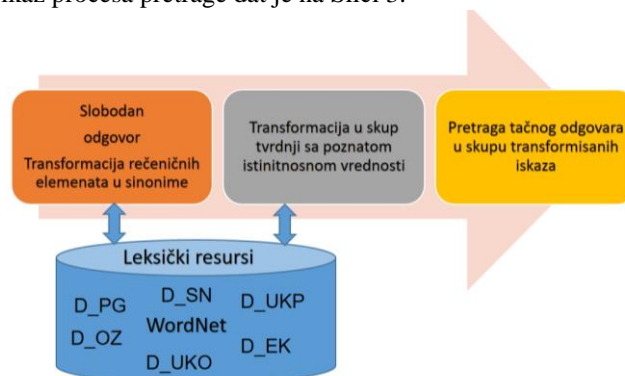 Slobodan
odgovor
Transformacija rečeničnih
elemenata u sinonime
Transformacija u skup
tvrdnji sa poznatom
istinitnosnom vrednosti
Pretraga tačnog odgovara
u skupu transformisanih
iskaza
Leksički resursi
D_PG
D_SN
D_UKP
D_OZ
WordNet
D_UKO
D_EK